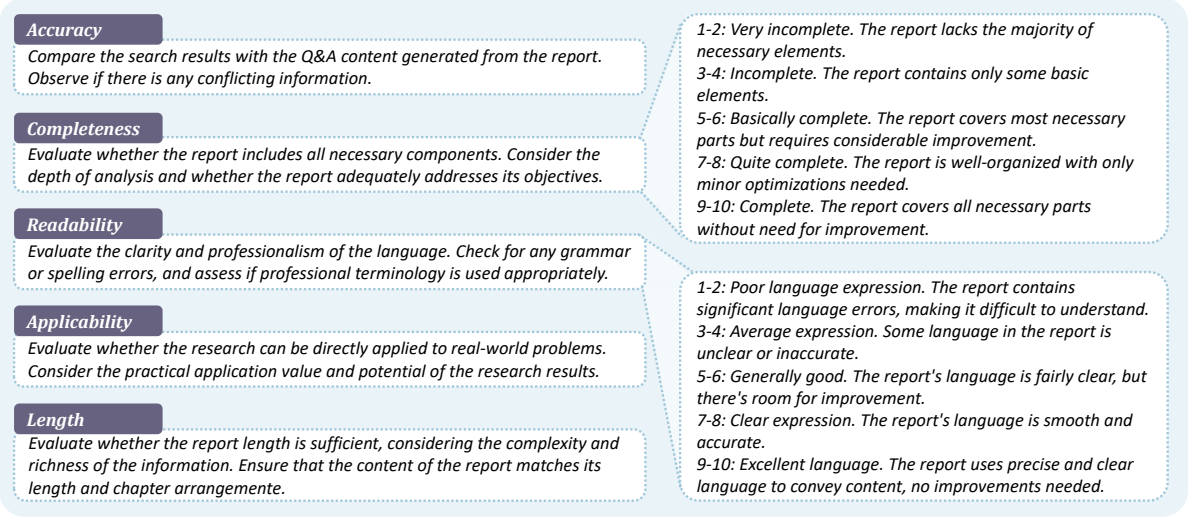 Accuracy
Compare the search results with the Q&A content generated from the report.
Observe if there is any conflicting information.
Completeness
Evaluate whether the report includes all necessary components. Consider the
depth of analysis and whether the report adequately addresses its objectives.
Readability
Evaluate the clarity and professionalism of the language. Check for any grammar
or spelling errors, and assess if professional terminology is used appropriately.
Applicability
Evaluate whether the research can be directly applied to real-world problems.
Consider the practical application value and potential of the research results.
Length
Evaluate whether the report length is sufficient, considering the complexity and
richness of the information. Ensure that the content of the report matches its
length and chapter arrangemente.
1-2: Very incomplete. The report lacks the majority of
necessary elements.
3-4: Incomplete. The report contains only some basic
elements.
5-6: Basically complete. The report covers most necessary
parts but requires considerable improvement.
7-8: Quite complete. The report is well-organized with only
minor optimizations needed.
9-10: Complete. The report covers all necessary parts
without need for improvement.
1-2: Poor language expression. The report contains
significant language errors, making it difficult to understand.
3-4: Average expression. Some language in the report is
unclear or inaccurate.
5-6: Generally good. The report's language is fairly clear, but
there's room for improvement.
7-8: Clear expression. The report's language is smooth and
accurate.
9-10: Excellent language. The report uses precise and clear
language to convey content, no improvements needed.